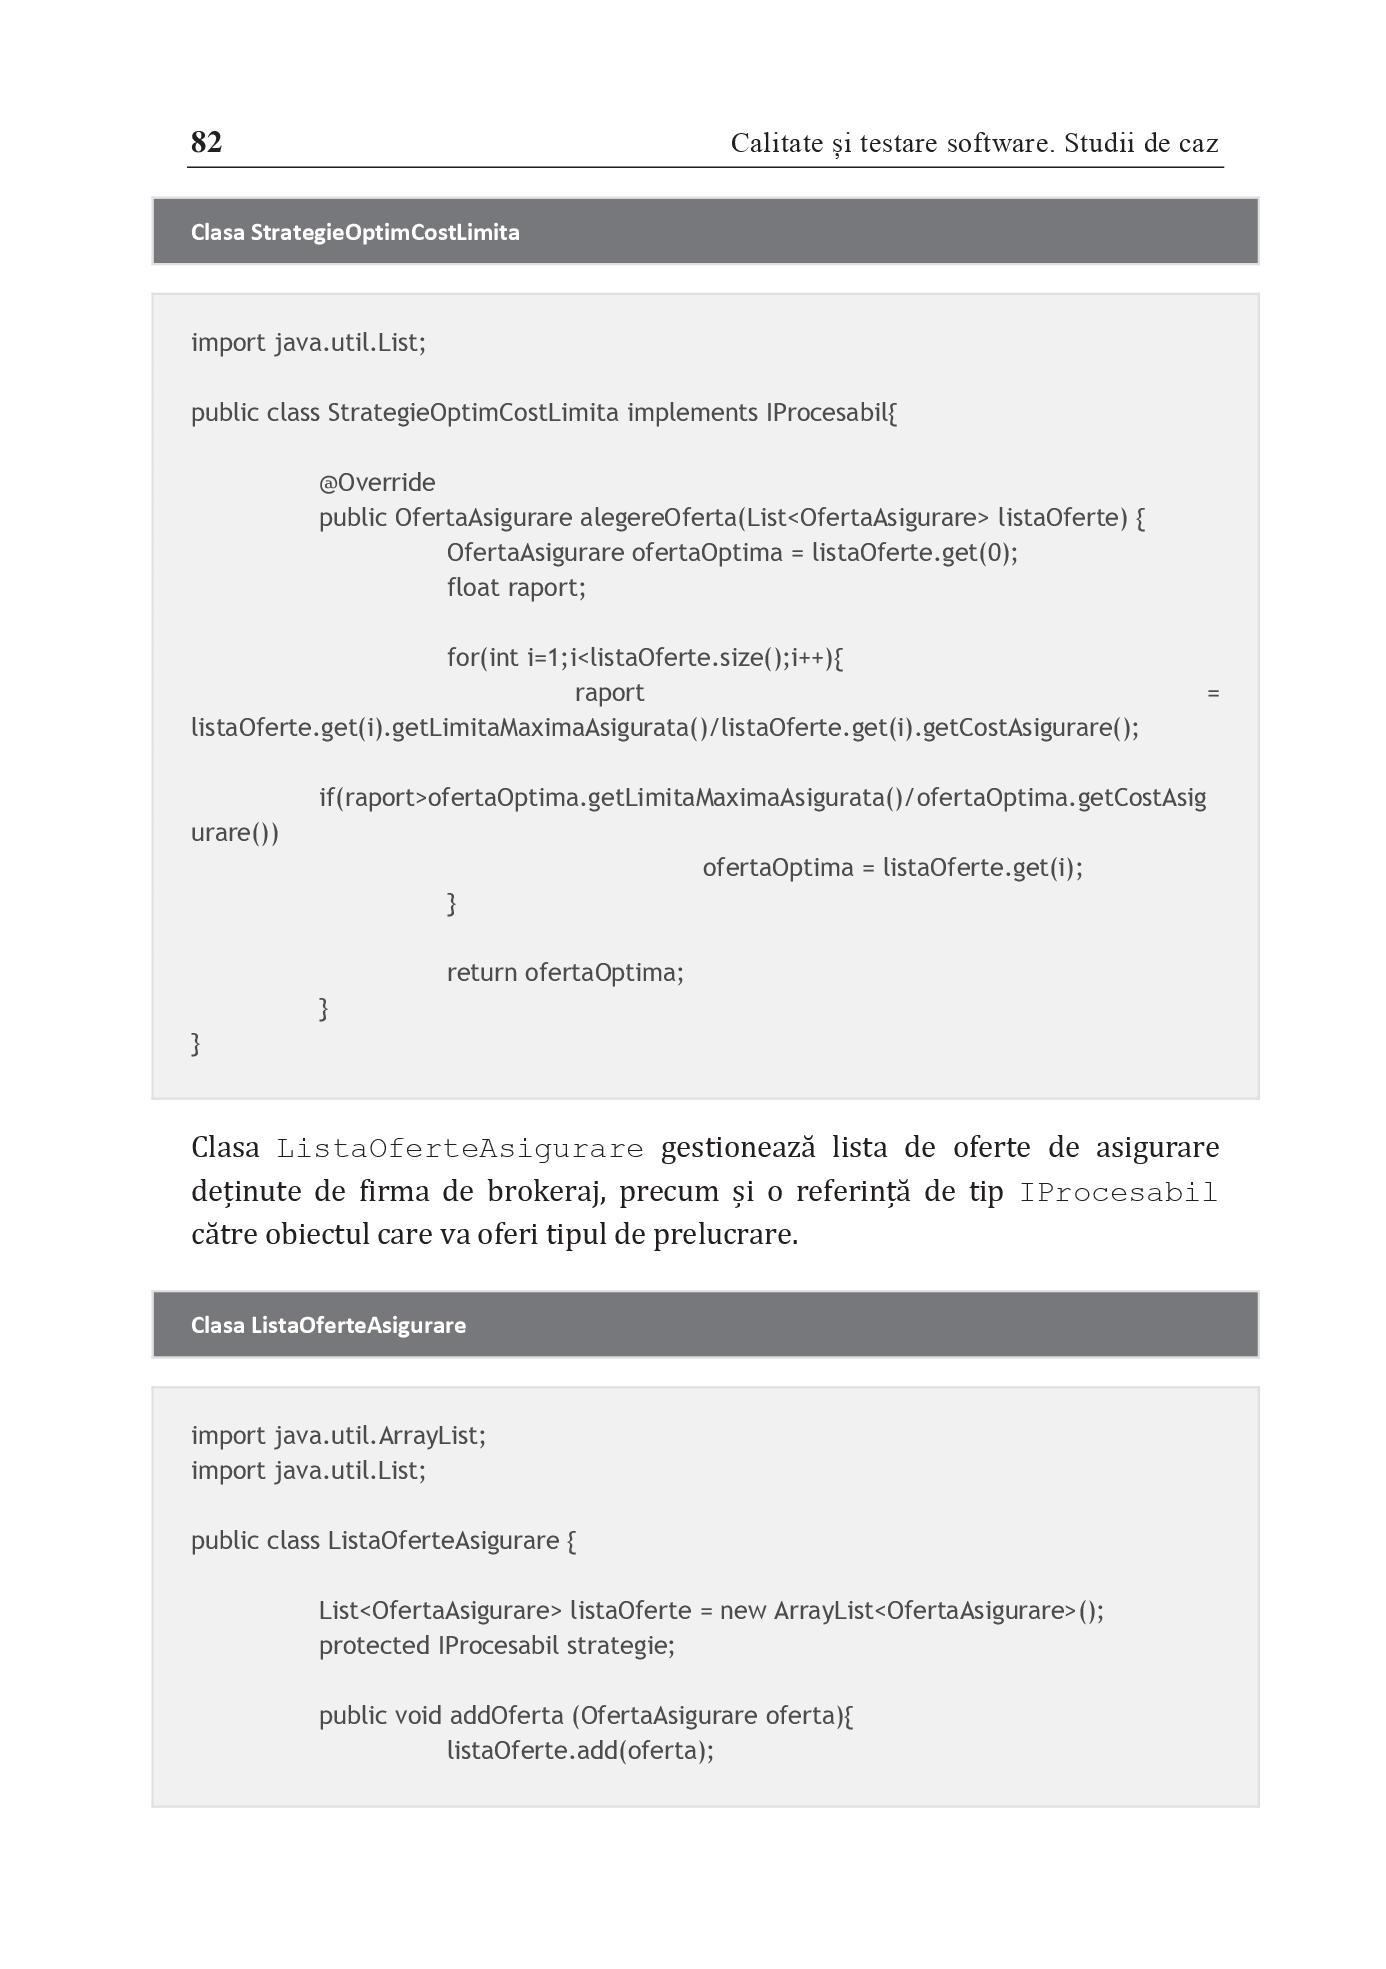 82 Calitate și testare software. Studii de caz
Clasa StrategieOptimCostLimita
import java.util.List;
public class StrategieOptimCostLimita implements IProcesabil{
@Override
public OfertaAsigurare alegereOferta(List<OfertaAsigurare> listaOferte) {
OfertaAsigurare ofertaOptima = listaOferte.get(0);
float raport;
for(int i=1;i<listaOferte.size();i++){
raport =
listaOferte.get(i).getLimitaMaximaAsigurata()/listaOferte.get(i).getCostAsigurare();
if(raport>ofertaOptima.getLimitaMaximaAsigurata()/ofertaOptima.getCostAsig
urare())
ofertaOptima = listaOferte.get(i);
}
return ofertaOptima;
}
}
Clasa ListaOferteAsigurare gestionează lista de oferte de asigurare
deținute de firma de brokeraj, precum și o referință de tip IProcesabil
către obiectul care va oferi tipul de prelucrare.
Clasa ListaOferteAsigurare
import java.util.ArrayList;
import java.util.List;
public class ListaOferteAsigurare {
List<OfertaAsigurare> listaOferte = new ArrayList<OfertaAsigurare>();
protected IProcesabil strategie;
public void addOferta (OfertaAsigurare oferta){
listaOferte.add(oferta);